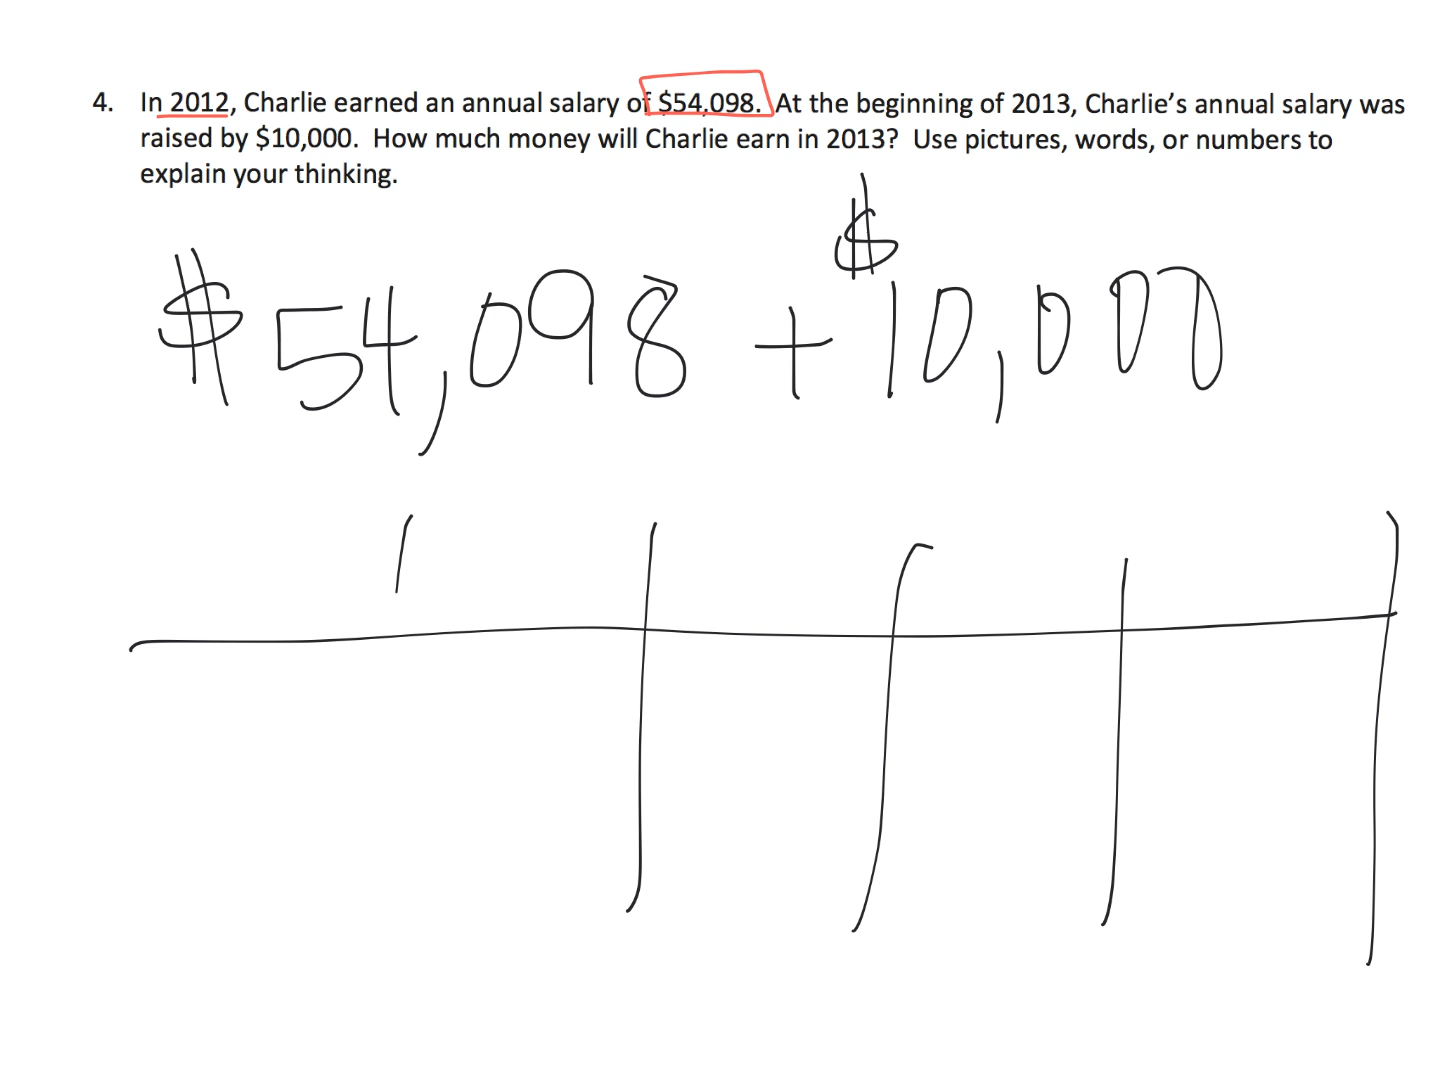 4. In 2012, Charlie earned an annual salary of $54,098. At the beginning of 2013, Charlie’s annual salary was
raised by $10,000. How much money will Charlie earn in 2013? Use pictures, words, or numbers to
explain your thinking.
$54,098 + $10,000